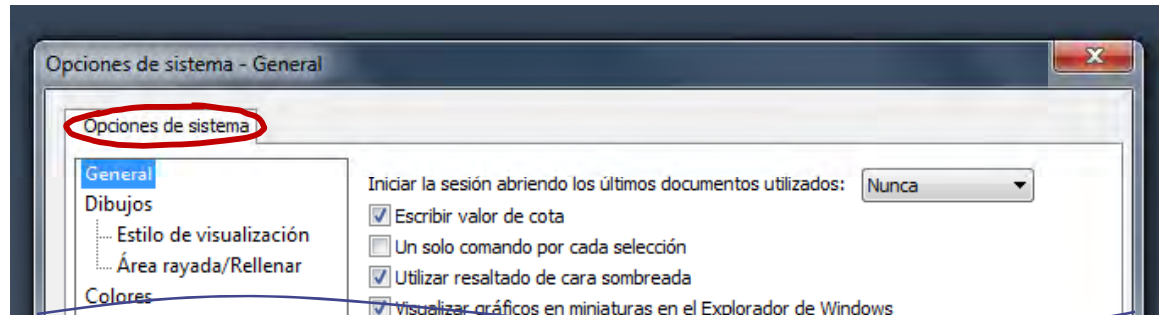 Opciones de sistema - General
Opciones de sistema
General
Dibujos
Estilo de visualización
Área rayada/Rellenar
Colores
Iniciar la sesión abriendo los últimos documentos utilizados: Nunca
Escribir valor de cota
Un solo comando por cada selección
Utilizar resaltado de cara sombreada
Visualizar gráficos en miniaturas en el Explorador de Windows